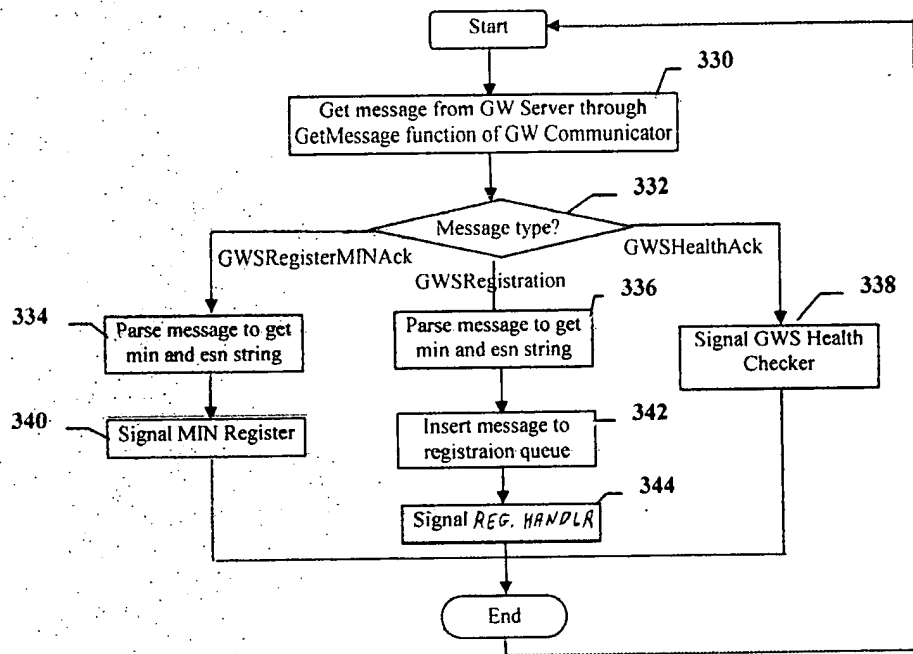 Start
330
Get message from GW Server through
GetMessage function of GW Communicator
332
Message type?
GWSRegisterMINAck
GWSRegistration
GWSHealthAck
334
Parse message to get
min and esn string
336
Parse message to get
min and esn string
338
Signal GWS Health
Checker
340
Signal MIN Register
342
Insert message to
registraion queue
344
Signal REG. HANDLR
End